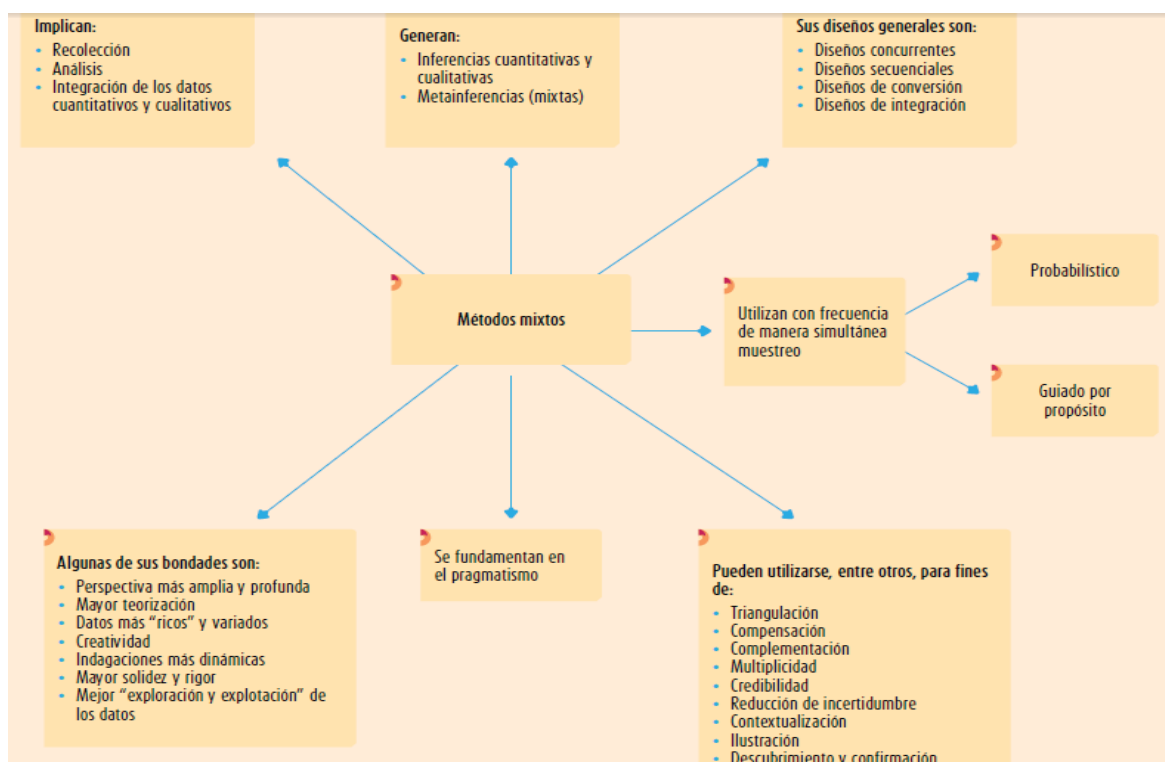 Implican:
• Recolección
• Análisis
• Integración de los datos
cuantitativos y cualitativos
Generan:
• Inferencias cuantitativas y
cualitativas
• Metainferencias (mixtas)
Sus diseños generales son:
• Diseños concurrentes
• Diseños secuenciales
• Diseños de conversión
• Diseños de integración
Métodos mixtos
Utilizan con frecuencia
de manera simultánea
muestreo
Probabilístico
Guiado por
propósito
Algunas de sus bondades son:
• Perspectiva más amplia y profunda
• Mayor teorización
• Datos más “ricos” y variados
• Creatividad
• Indagaciones más dinámicas
• Mayor solidez y rigor
• Mejor “exploración y explotación” de
los datos
Se fundamentan en
el pragmatismo
Pueden utilizarse, entre otros, para fines
de:
• Triangulación
• Compensación
• Complementación
• Multiplicidad
• Credibilidad
• Reducción de incertidumbre
• Contextualización
• Ilustración
• Descubrimiento y confirmación